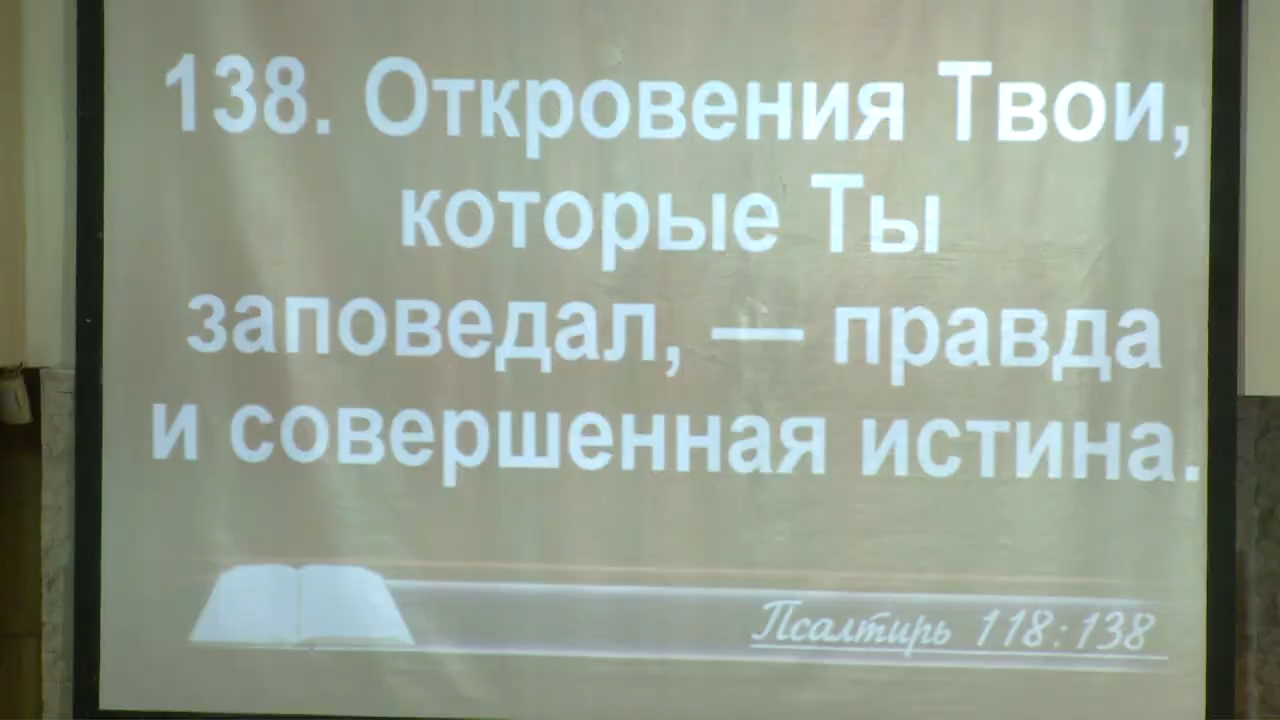 138. Откровения Твои,
которые Ты
заповедал, — правда
и совершенная истина.
Псалтирь 118:138